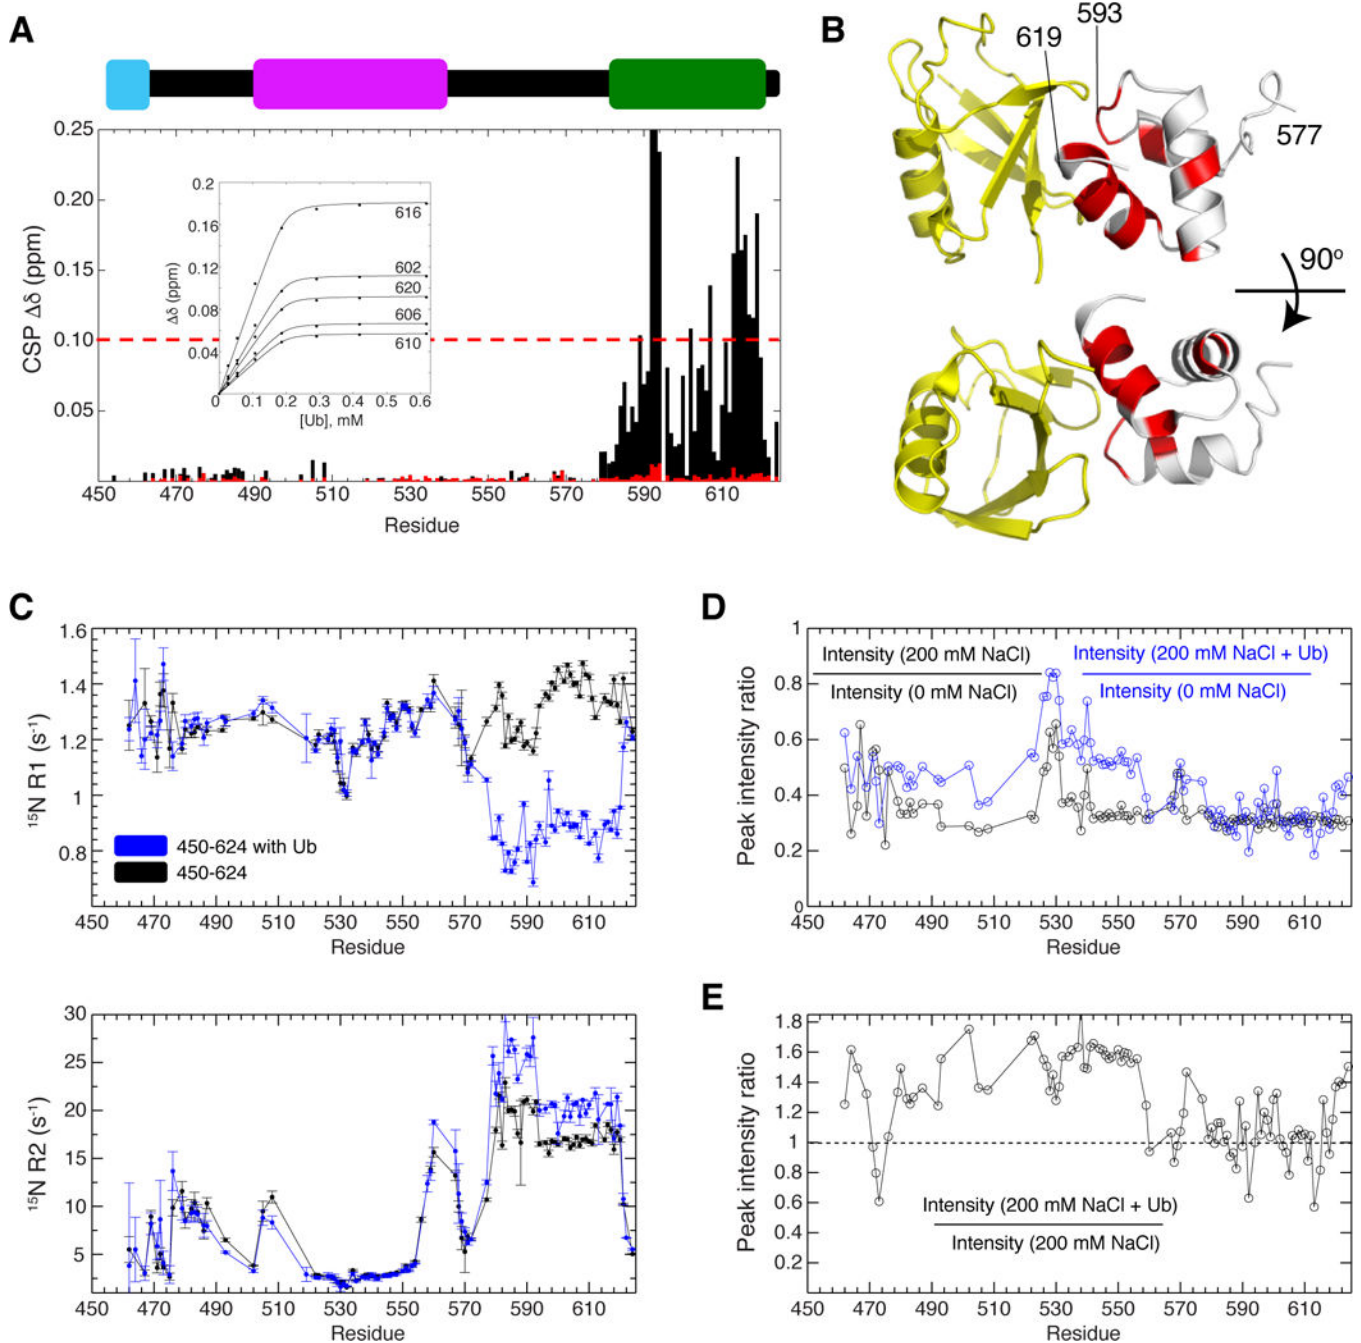 A
B
593
619
577
90º
0.25
0.20
0.15
0.10
0.05
CSP Δδ (ppm)
450 470 490 510 530 550 570 590 610
Residue
0.2
0.16
0.12
0.08
0.04
Δδ (ppm)
616
602
620
606
610
0 0.1 0.2 0.3 0.4 0.5 0.6
[Ub], mM
C
1.6
1.4
1.2
1
0.8
15N R1 (s-1)
450-624 with Ub
450-624
450 470 490 510 530 550 570 590 610
Residue
30
25
20
15
10
5
15N R2 (s-1)
450 470 490 510 530 550 570 590 610
Residue
D
1
0.8
0.6
0.4
0.2
0
Peak intensity ratio
Intensity (200 mM NaCl)
Intensity (0 mM NaCl)
Intensity (200 mM NaCl + Ub)
Intensity (0 mM NaCl)
450 470 490 510 530 550 570 590 610
Residue
E
1.8
1.6
1.4
1.2
1
0.8
0.6
0.4
0.2
Peak intensity ratio
Intensity (200 mM NaCl + Ub)
Intensity (200 mM NaCl)
450 470 490 510 530 550 570 590 610
Residue